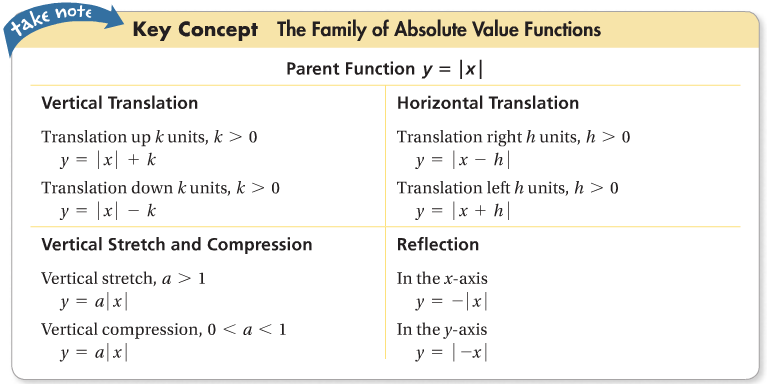 take note
Key Concept The Family of Absolute Value Functions
Parent Function y = |x|
Vertical Translation
Translation up k units, k > 0
y = |x| + k
Translation down k units, k > 0
y = |x| − k
Horizontal Translation
Translation right h units, h > 0
y = |x − h|
Translation left h units, h > 0
y = |x + h|
Vertical Stretch and Compression
Vertical stretch, a > 1
y = a|x|
Vertical compression, 0 < a < 1
y = a|x|
Reflection
In the x-axis
y = −|x|
In the y-axis
y = |−x|